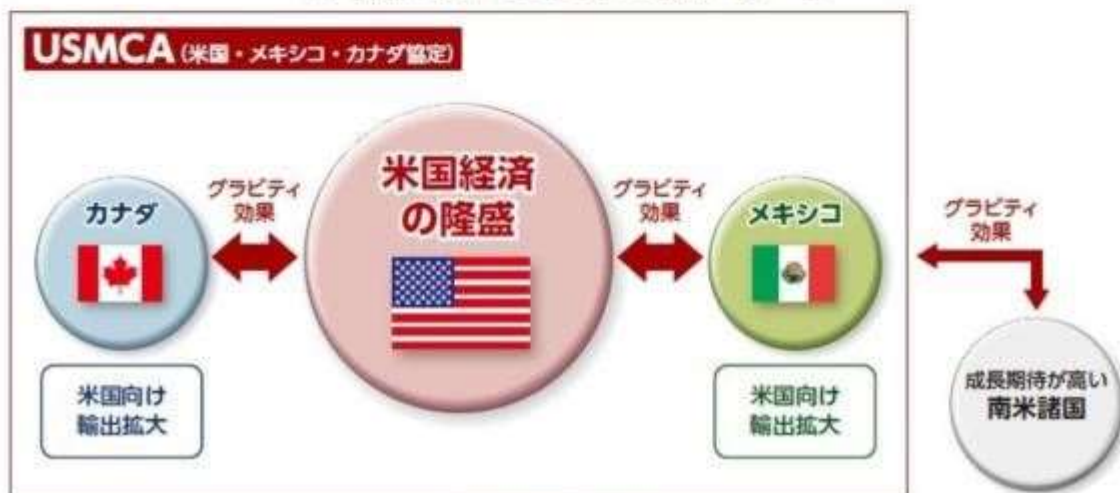 USMCA(米国・メキシコ・カナダ協定)
カナダ
グラビティ
効果
米国経済
の隆盛
グラビティ
効果
メキシコ
グラビティ
効果
米国向け
輸出拡大
米国向け
輸出拡大
成長期待が高い
南米諸国